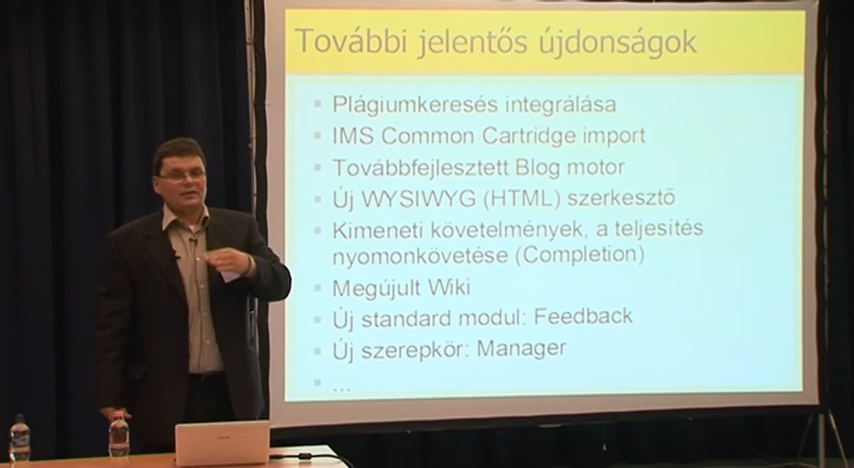 További jelentős újdonságok
Plágiumkeresés integrálása
IMS Common Cartridge import
Továbbfejlesztett Blog motor
Új WYSIWYG (HTML) szerkesztő
Kimeneti követelmények, a teljesítés
nyomonkövetése (Completion)
Megújult Wiki
Új standard modul: Feedback
Új szerepkör: Manager
...